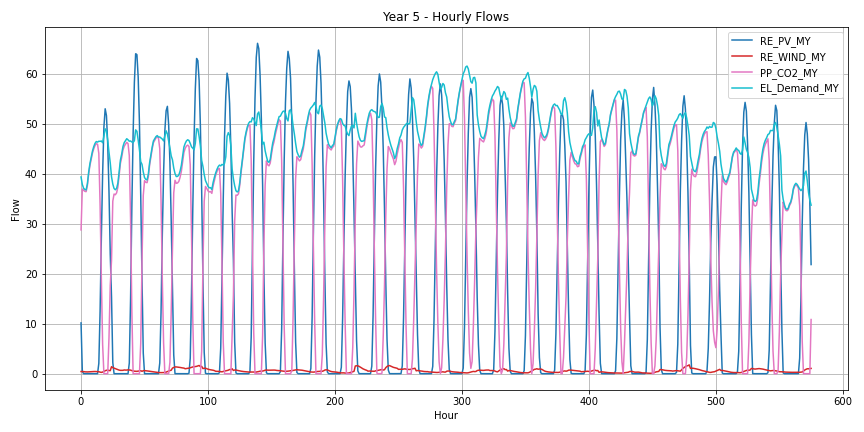 Year 5 - Hourly Flows
RE_PV_MY
RE_WIND_MY
PP_CO2_MY
EL_Demand_MY
Flow
60
50
40
30
20
10
0
0 100 200 300 400 500 600
Hour